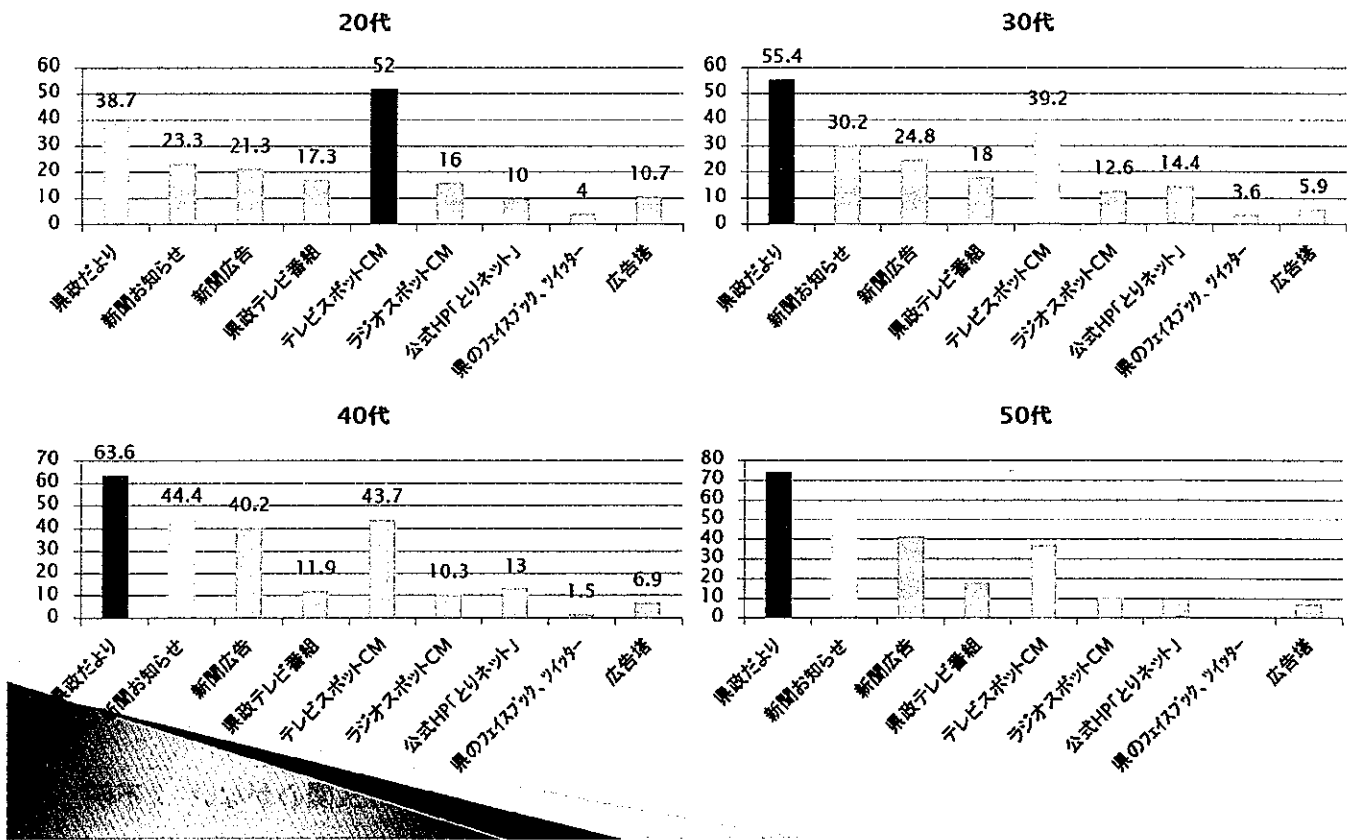 20代
60
50
40
30
20
10
0
38.7
23.3
21.3
17.3
52
16
10
4
10.7
県政だより
新聞お知らせ
新聞広告
県政テレビ番組
テレビスポットCM
ラジオスポットCM
公式HP「とりネット」
県のフェイスブック、ツイッター
広告塔
30代
60
50
40
30
20
10
0
55.4
30.2
24.8
18
39.2
12.6
14.4
3.6
5.9
県政だより
新聞お知らせ
新聞広告
県政テレビ番組
テレビスポットCM
ラジオスポットCM
公式HP「とりネット」
県のフェイスブック、ツイッター
広告塔
40代
70
60
50
40
30
20
10
0
63.6
44.4
40.2
11.9
43.7
10.3
13
1.5
6.9
県政だより
新聞お知らせ
新聞広告
県政テレビ番組
テレビスポットCM
ラジオスポットCM
公式HP「とりネット」
県のフェイスブック、ツイッター
広告塔
50代
80
70
60
50
40
30
20
10
0
県政だより
新聞お知らせ
新聞広告
県政テレビ番組
テレビスポットCM
ラジオスポットCM
公式HP「とりネット」
県のフェイスブック、ツイッター
広告塔